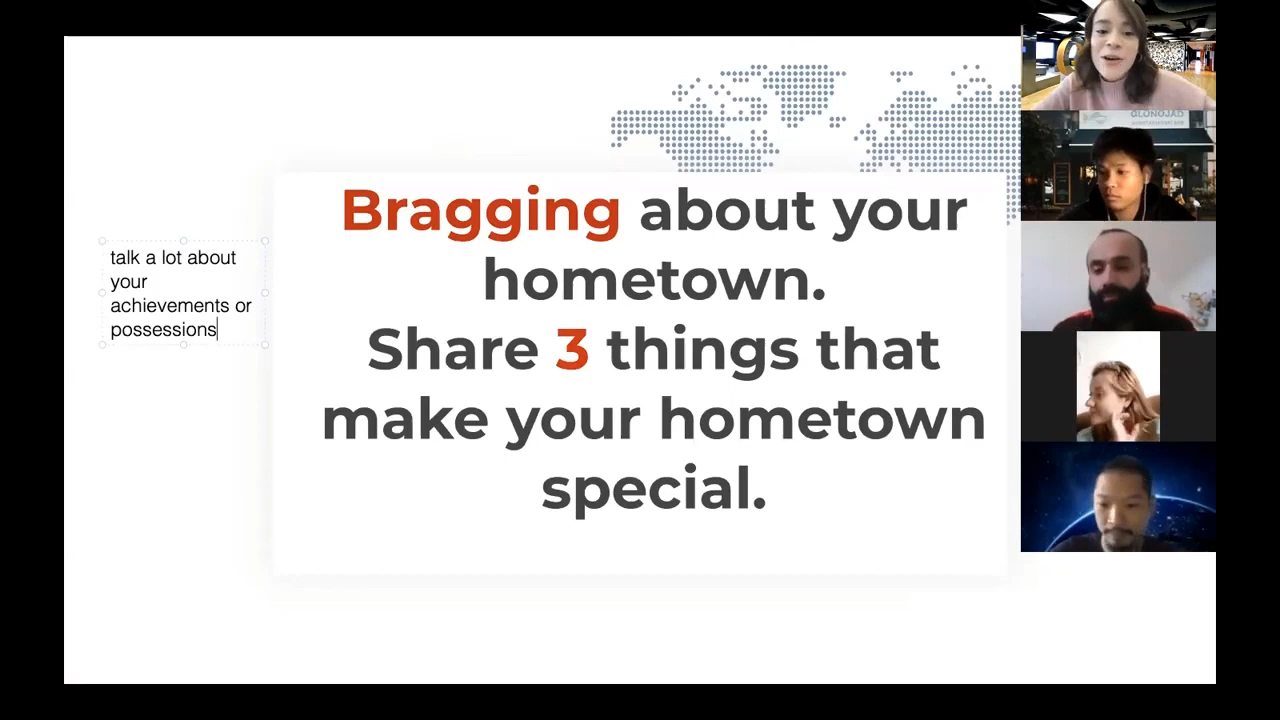 Bragging about your
hometown.
Share 3 things that
make your hometown
special.
talk a lot about
your
achievements or
possessions